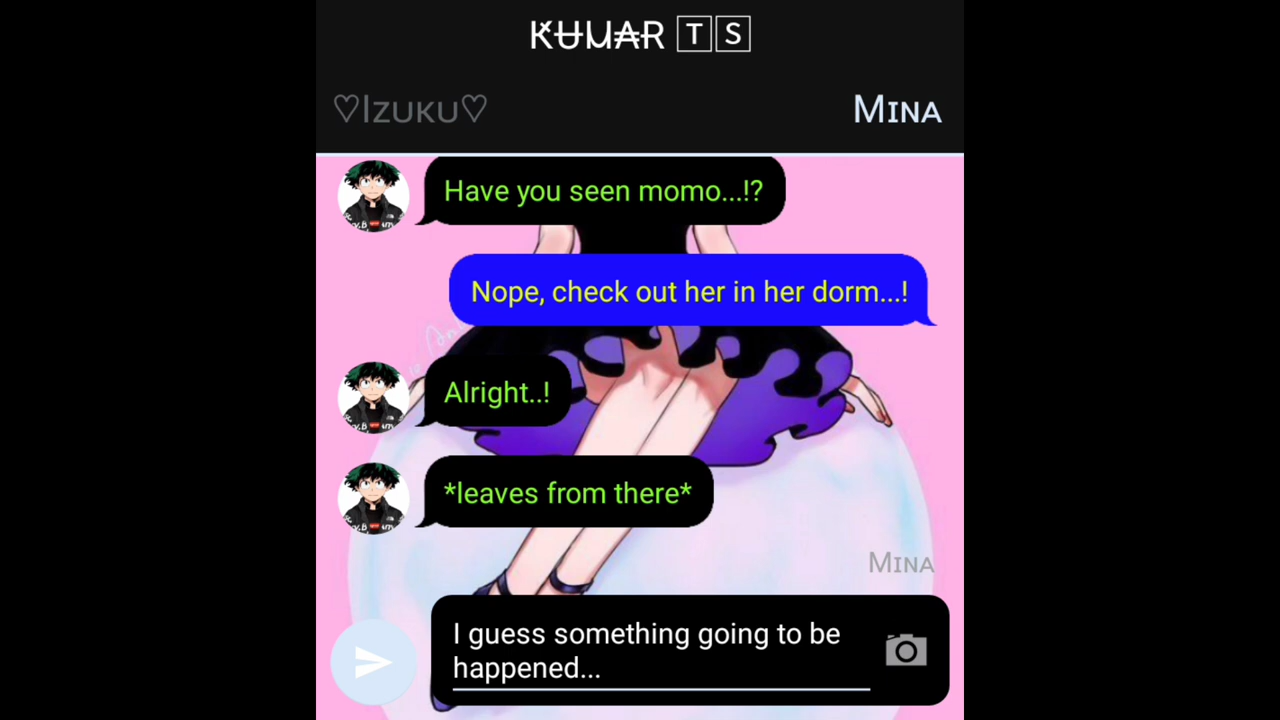 KUMAR 🅃🅂
♡Izuku♡
Mina
Have you seen momo...!?
Nope, check out her in her dorm...!
Alright..!
*leaves from there*
Mina
I guess something going to be
happened...